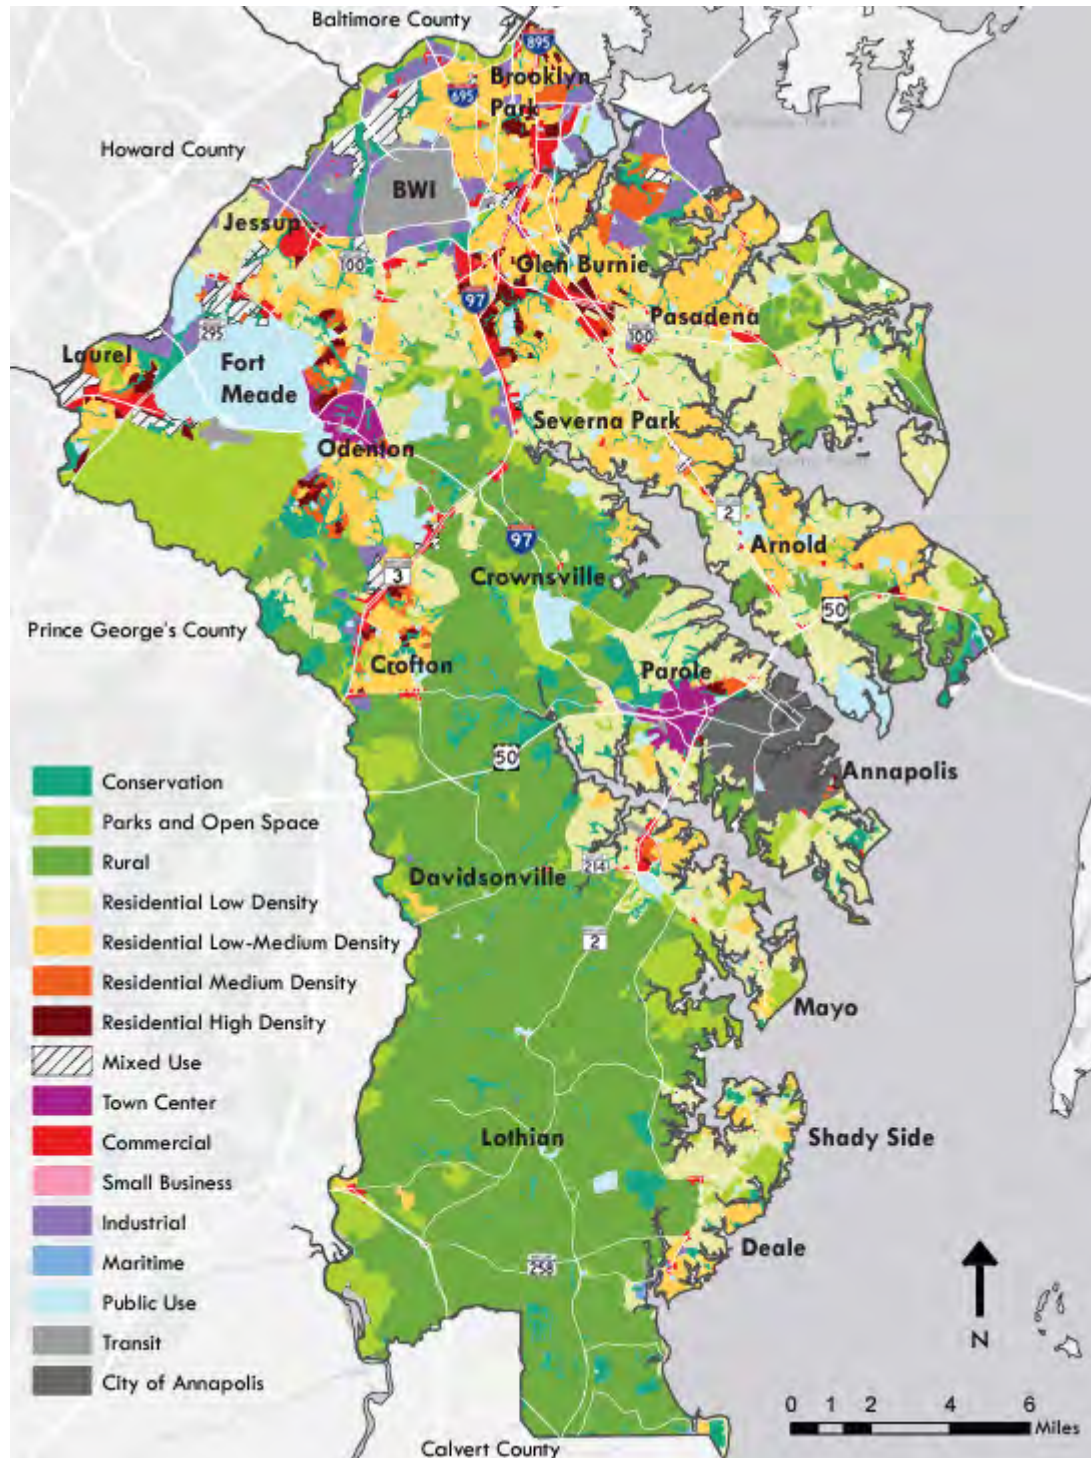 Baltimore County
895
Brooklyn
Park
695
Howard County
BWI
Jessup
100
Glen Burnie
97
Pasadena
100
295
Laurel
Fort
Meade
Severna Park
Odenton
2
97
Arnold
3
Crownsville
50
Prince George's County
Crofton
Parole
50
Annapolis
Conservation
Parks and Open Space
Rural
214
Davidsonville
Residential Low Density
Residential Low-Medium Density
2
Residential Medium Density
Mayo
Residential High Density
Mixed Use
Town Center
Lothian
Shady Side
Commercial
Small Business
Industrial
Deale
Maritime
258
Public Use
N
Transit
City of Annapolis
0 1 2 4 6
Miles
Calvert County